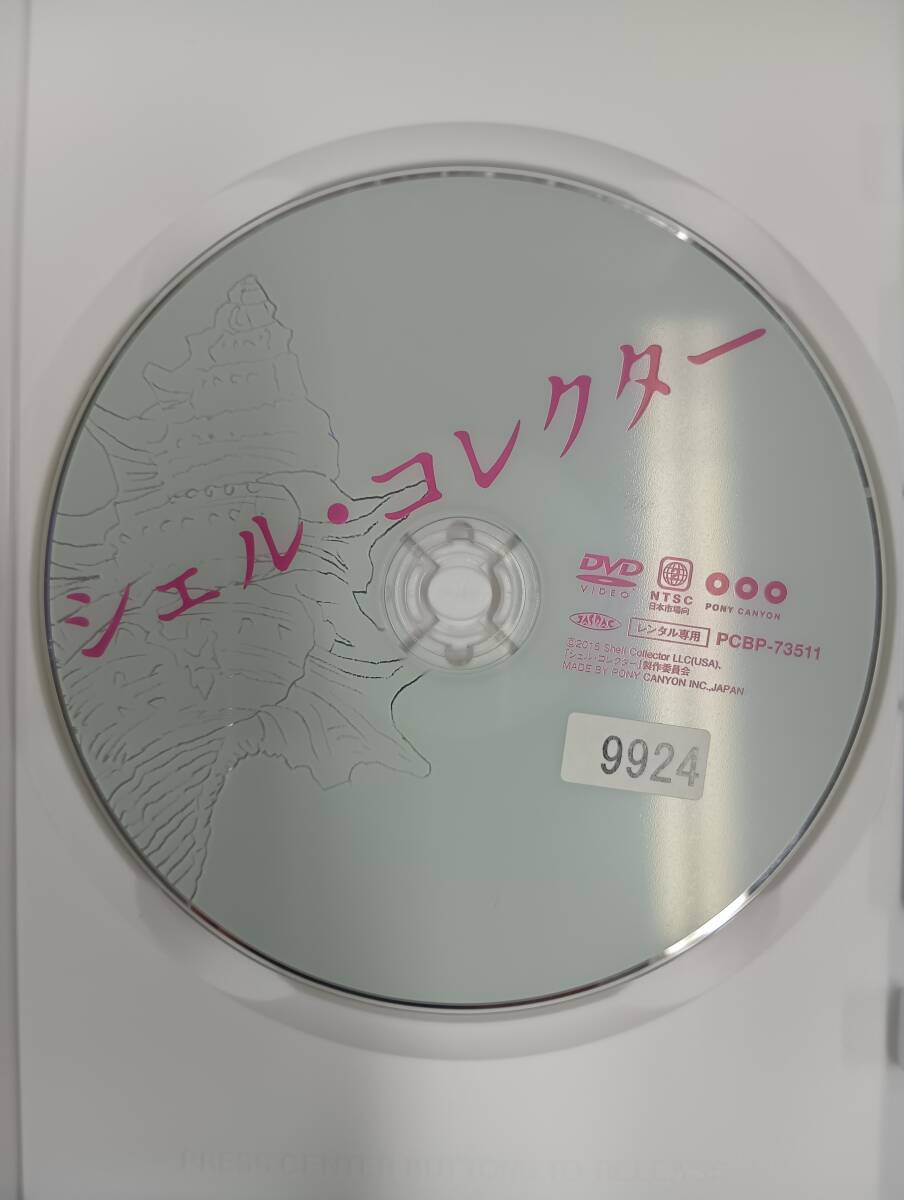 シェル・コレクター
DVD
VIDEO
NTSC
日本市場向
PONY CANYON
JASRAC
レンタル専用
PCBP-73511
Ⓒ2016 Shell Collector LLC(USA)、
「シェル・コレクター」製作委員会
MADE BY PONY CANYON INC.,JAPAN
9924